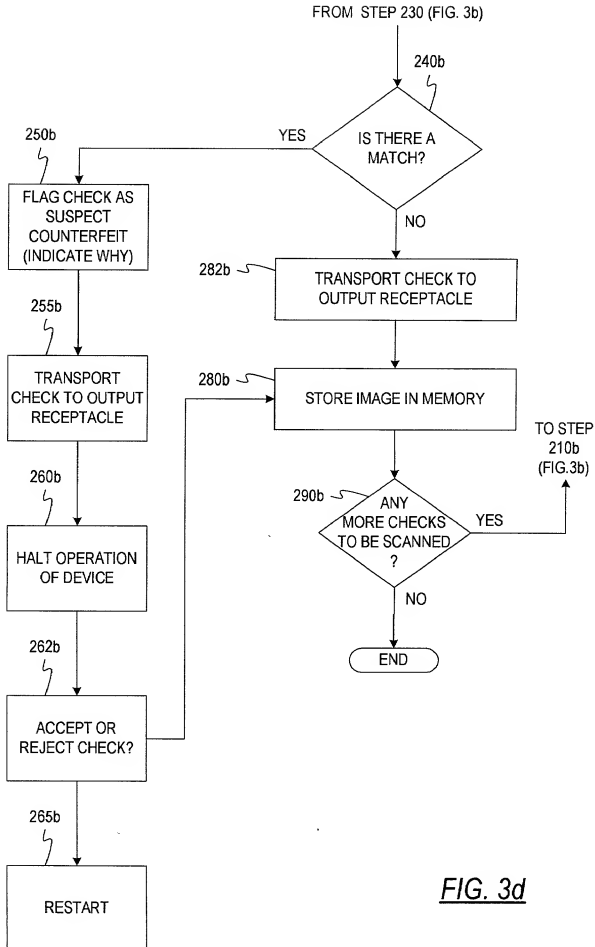 FROM STEP 230 (FIG. 3b)
240b
IS THERE A
MATCH?
YES
NO
250b
FLAG CHECK AS
SUSPECT
COUNTERFEIT
(INDICATE WHY)
282b
TRANSPORT CHECK TO
OUTPUT RECEPTACLE
255b
TRANSPORT
CHECK TO OUTPUT
RECEPTACLE
280b
STORE IMAGE IN MEMORY
TO STEP
210b
(FIG.3b)
260b
HALT OPERATION
OF DEVICE
290b
ANY
MORE CHECKS
TO BE SCANNED
?
YES
NO
END
262b
ACCEPT OR
REJECT CHECK?
265b
RESTART
FIG. 3d